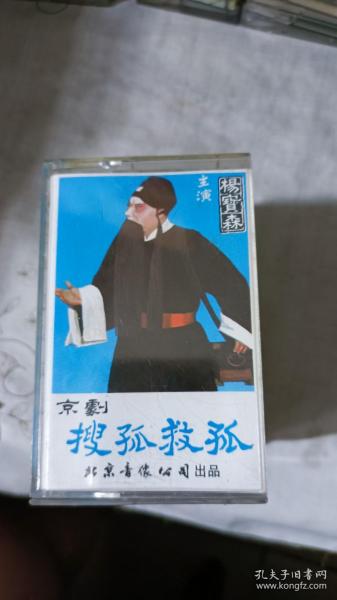 主演
楊寶森
京劇
搜孤救孤
北京音像公司出品
孔夫子旧书网
kongfz.com